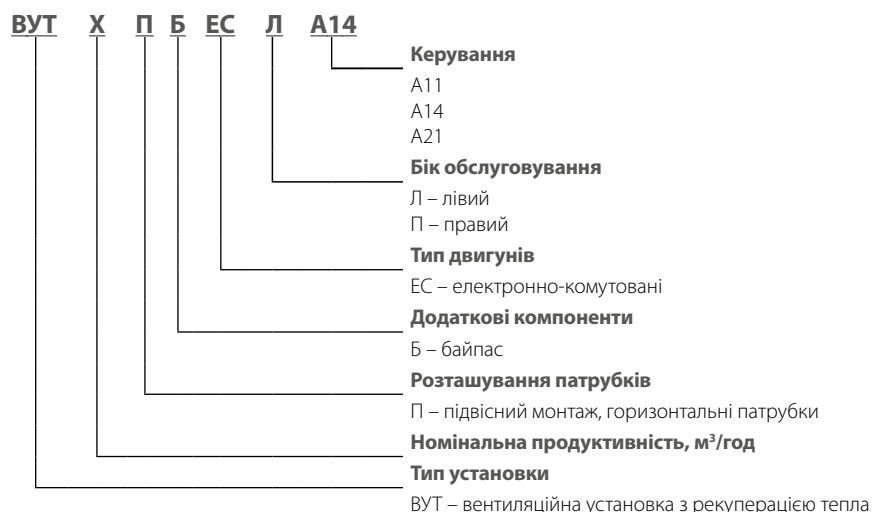 ВУТ Х П Б ЕС Л А14
Керування
А11
А14
А21
Бік обслуговування
Л – лівий
П – правий
Тип двигунів
ЕС – електронно-комутовані
Додаткові компоненти
Б – байпас
Розташування патрубків
П – підвісний монтаж, горизонтальні патрубки
Номінальна продуктивність, м³/год
Тип установки
ВУТ – вентиляційна установка з рекуперацією тепла